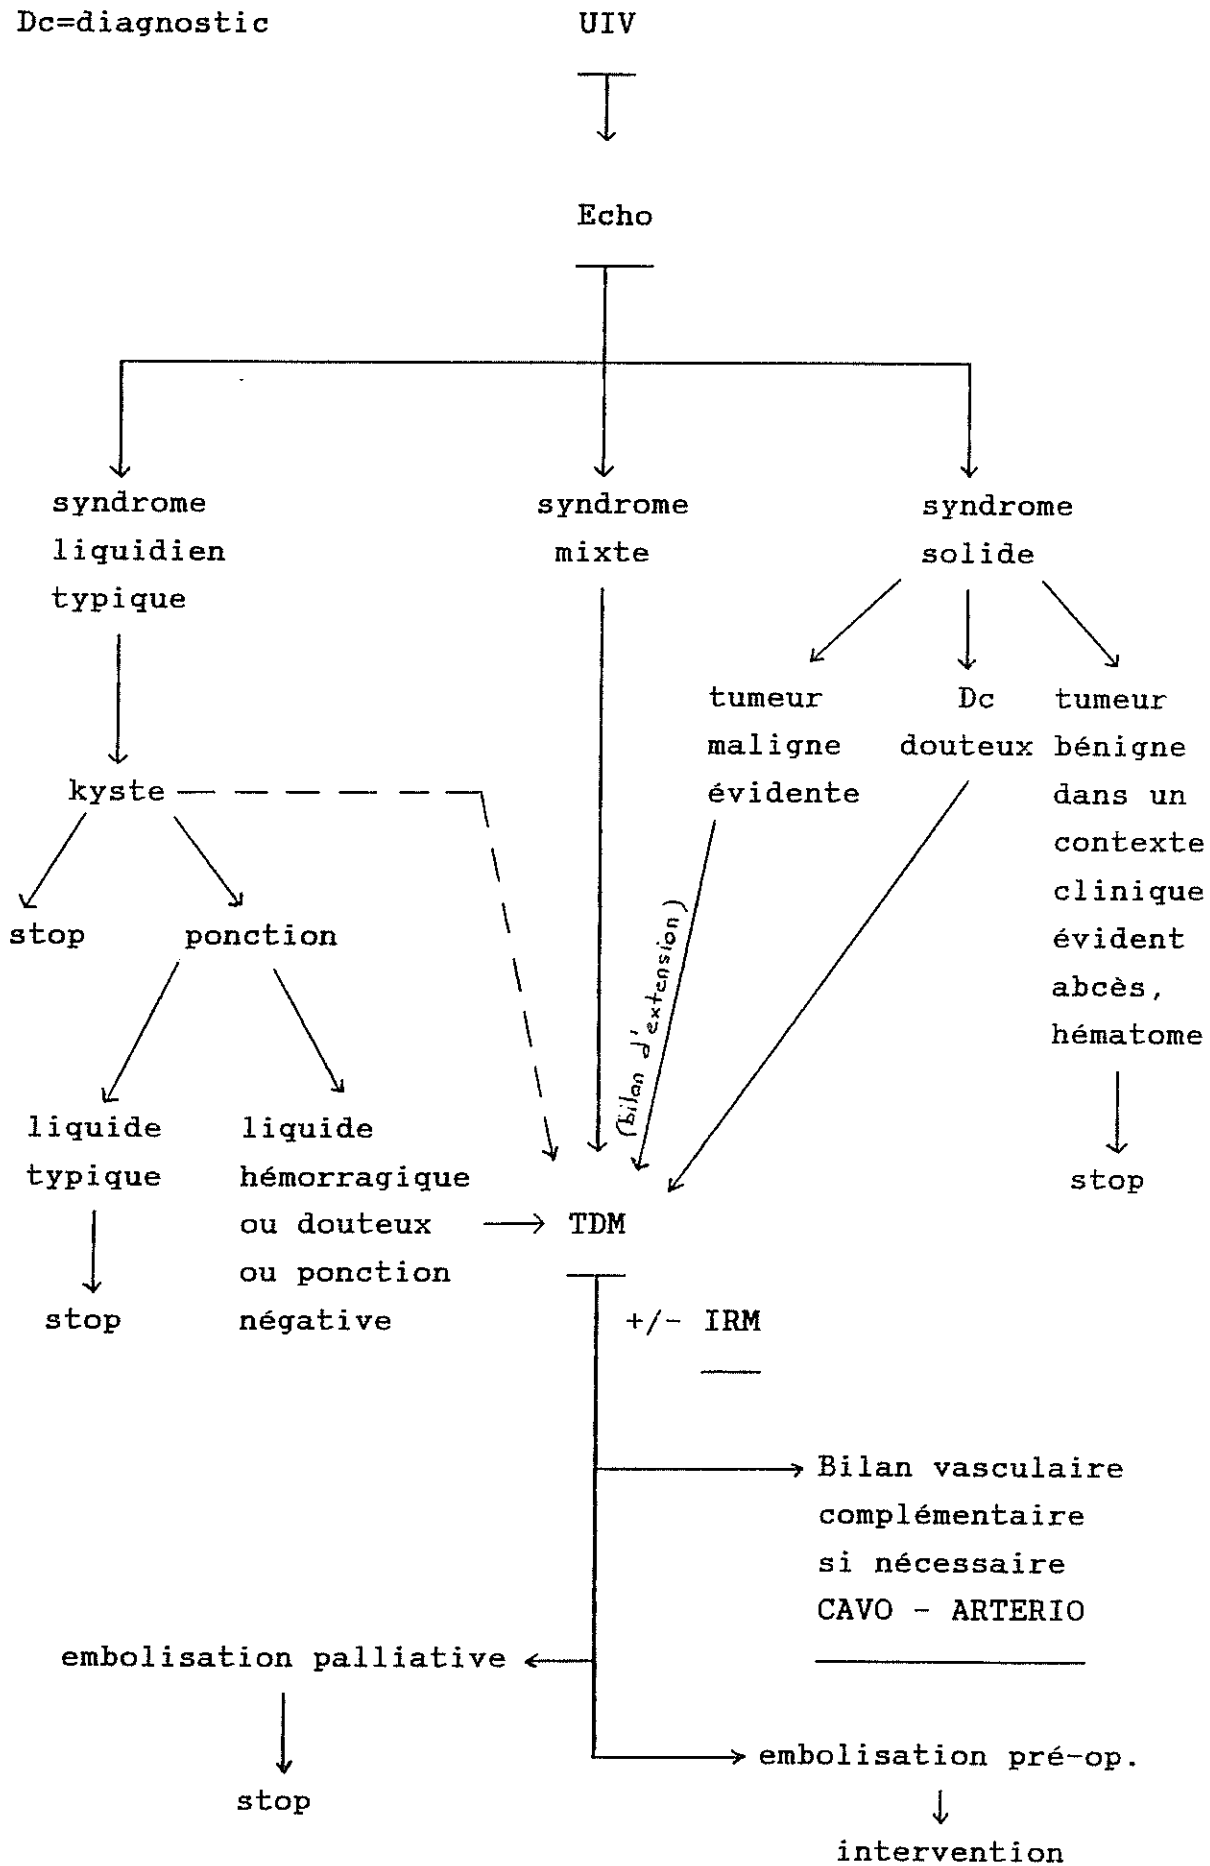 Dc=diagnostic
UIV
Echo
syndrome
liquidien
typique
syndrome
mixte
syndrome
solide
tumeur
maligne
évidente
Dc
douteux
tumeur
bénigne
dans un
contexte
clinique
évident
abcès,
hématome
stop
kyste
stop
ponction
(bilan d'extension)
liquide
typique
stop
liquide
hémorragique
ou douteux
ou ponction
négative
TDM
+/- IRM
Bilan vasculaire
complémentaire
si nécessaire
CAVO - ARTERIO
embolisation palliative
stop
embolisation pré-op.
intervention